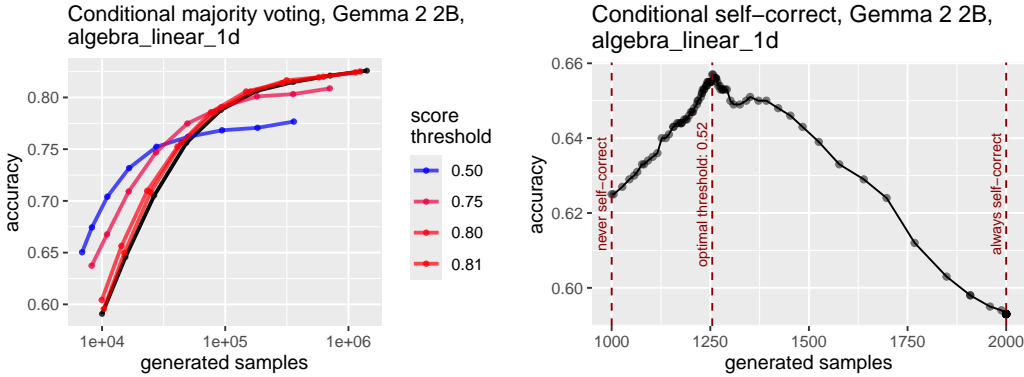 Conditional majority voting, Gemma 2 2B,
algebra_linear_1d
accuracy
0.80
0.75
0.70
0.65
0.60
1e+04
1e+05
1e+06
generated samples
score
threshold
0.50
0.75
0.80
0.81
Conditional self−correct, Gemma 2 2B,
algebra_linear_1d
accuracy
0.66
0.64
0.62
0.60
never self−correct
optimal threshold: 0.52
always self−correct
1000
1250
1500
1750
2000
generated samples